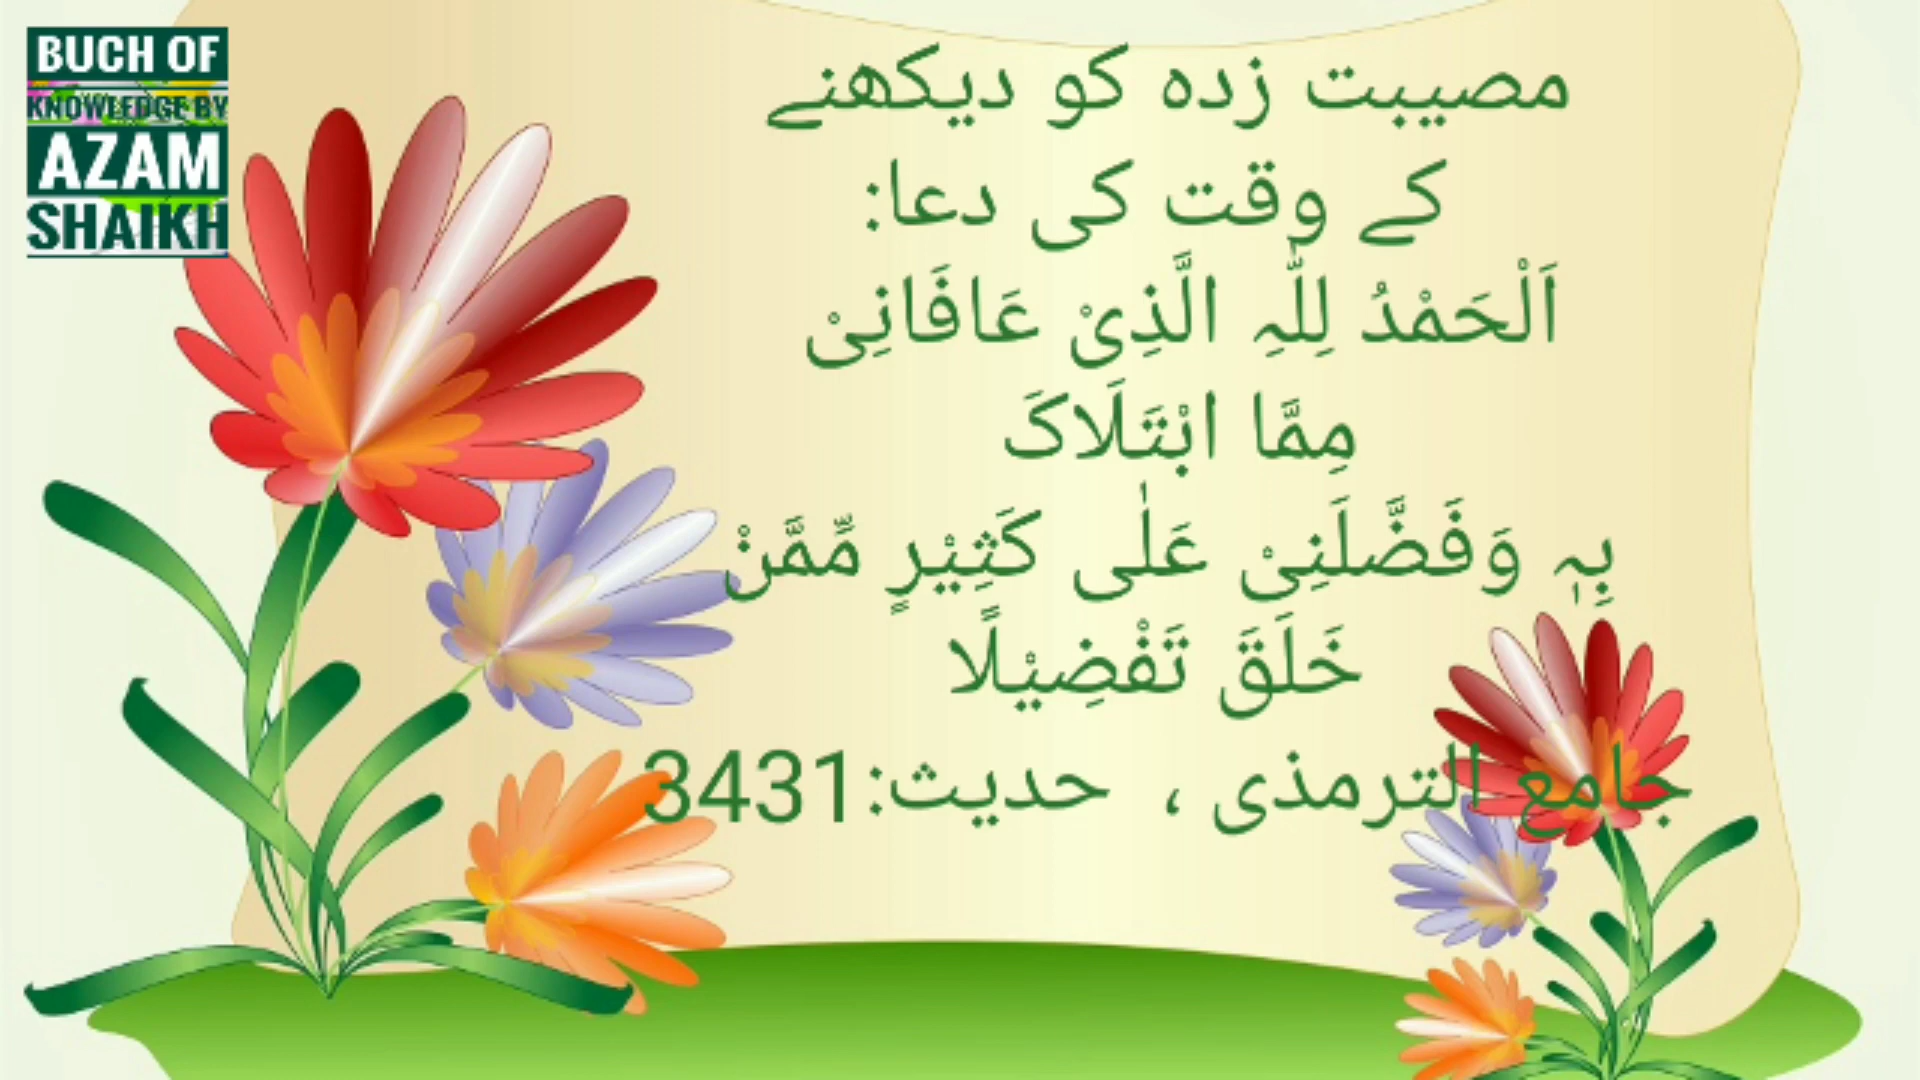 BUCH OF
KNOWLEDGE BY
AZAM
SHAIKH
مصیبت زدہ کو دیکھنے
کے وقت کی دعا:
اَلْحَمْدُ لِلّٰہِ الَّذِیْ عَافَانِیْ
مِمَّا ابْتَلَاکَ
بِہٖ وَفَضَّلَنِیْ عَلٰی کَثِیْرٍ مِّمَّنْ
خَلَقَ تَفْضِیْلًا
جامع الترمذی ، حدیث:3431